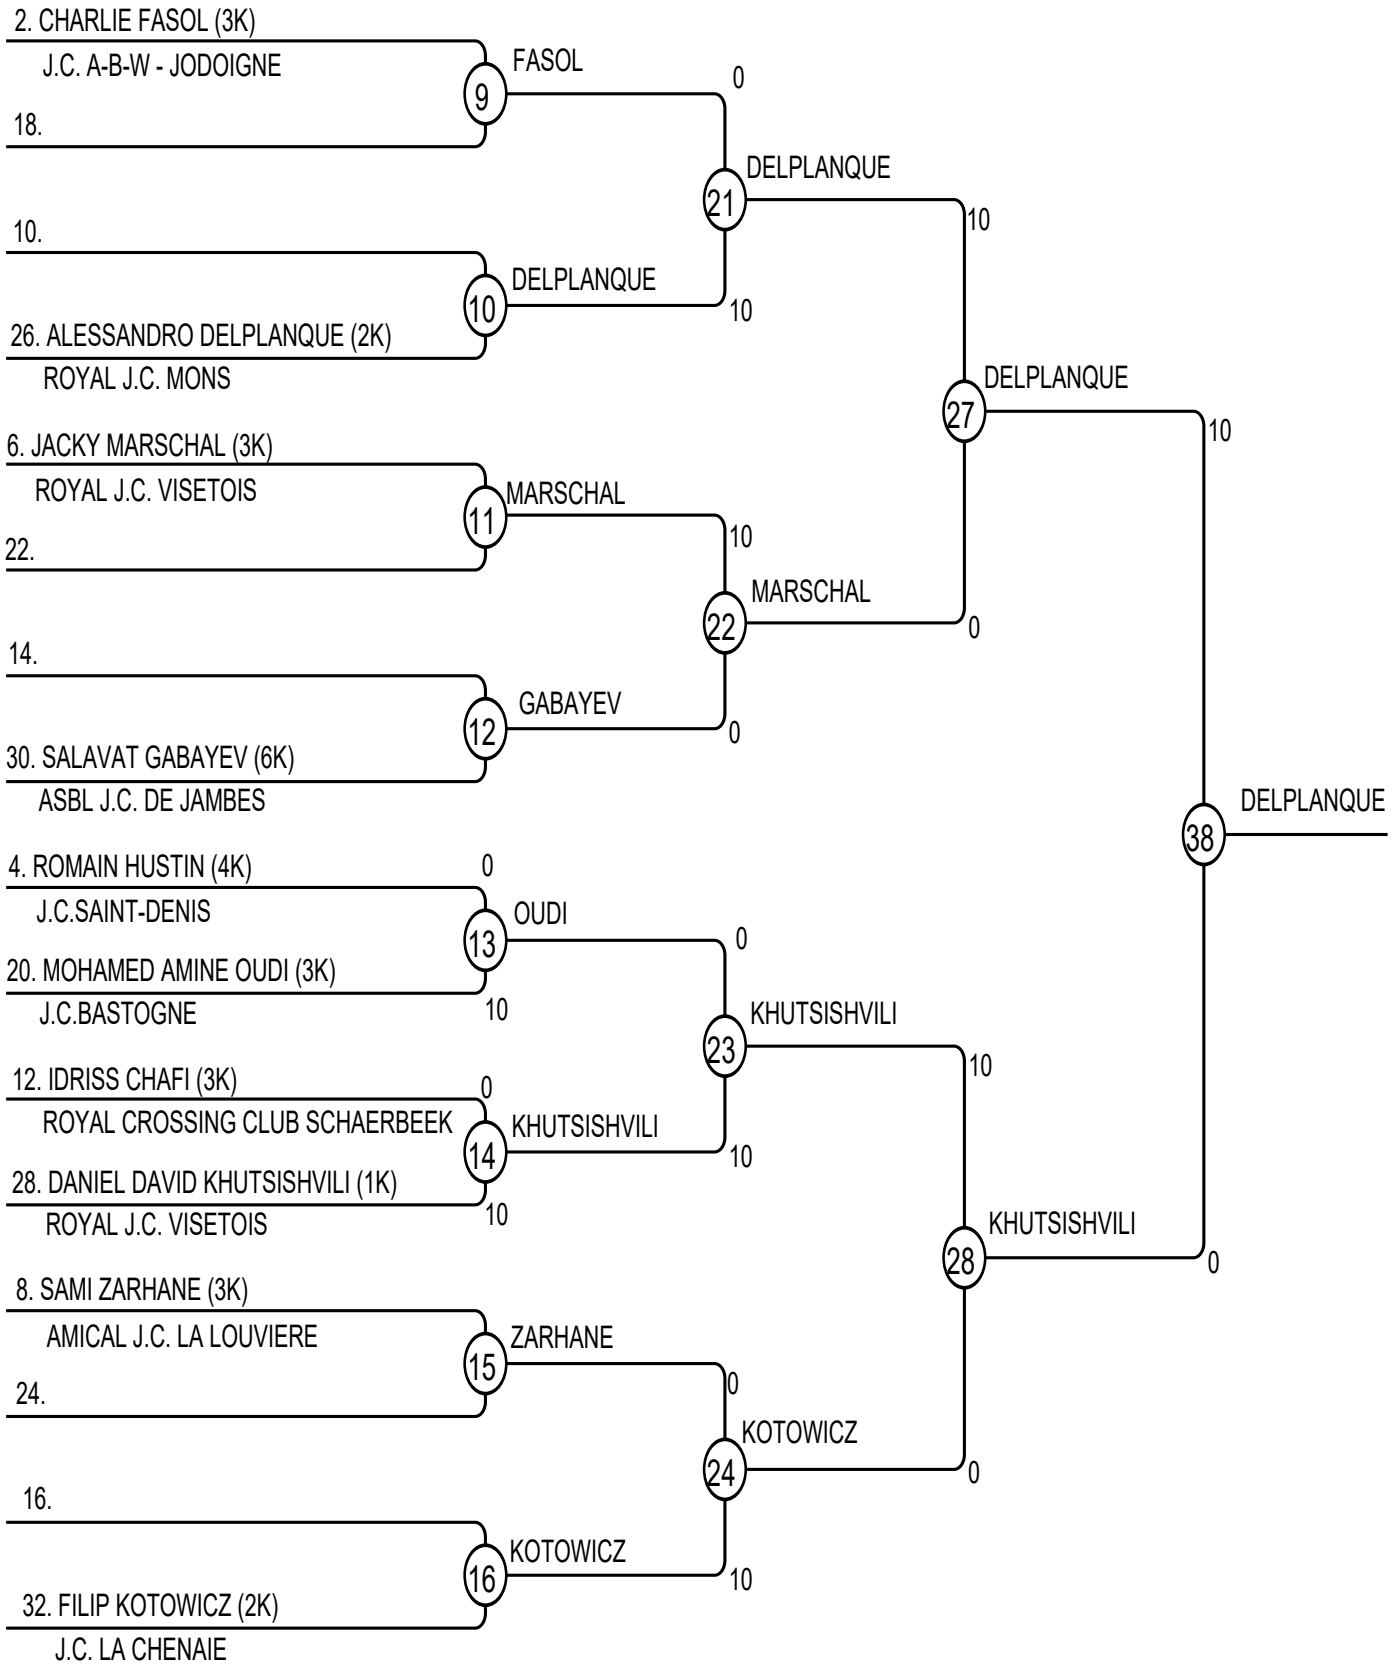 2. CHARLIE FASOL (3K)
J.C. A-B-W - JODOIGNE
9
FASOL
0
18.
21
DELPLANQUE
10
10.
10
DELPLANQUE
10
26. ALESSANDRO DELPLANQUE (2K)
ROYAL J.C. MONS
27
DELPLANQUE
10
6. JACKY MARSCHAL (3K)
ROYAL J.C. VISETOIS
11
MARSCHAL
10
22.
22
MARSCHAL
0
14.
12
GABAYEV
0
30. SALAVAT GABAYEV (6K)
ASBL J.C. DE JAMBES
38
DELPLANQUE
4. ROMAIN HUSTIN (4K)
0
J.C.SAINT-DENIS
13
OUDI
0
20. MOHAMED AMINE OUDI (3K)
J.C.BASTOGNE
10
23
KHUTSISHVILI
10
12. IDRISS CHAFI (3K)
0
ROYAL CROSSING CLUB SCHAERBEEK
14
KHUTSISHVILI
10
28. DANIEL DAVID KHUTSISHVILI (1K)
ROYAL J.C. VISETOIS
10
28
KHUTSISHVILI
0
8. SAMI ZARHANE (3K)
AMICAL J.C. LA LOUVIERE
15
ZARHANE
0
24.
24
KOTOWICZ
0
16.
16
KOTOWICZ
10
32. FILIP KOTOWICZ (2K)
J.C. LA CHENAIE